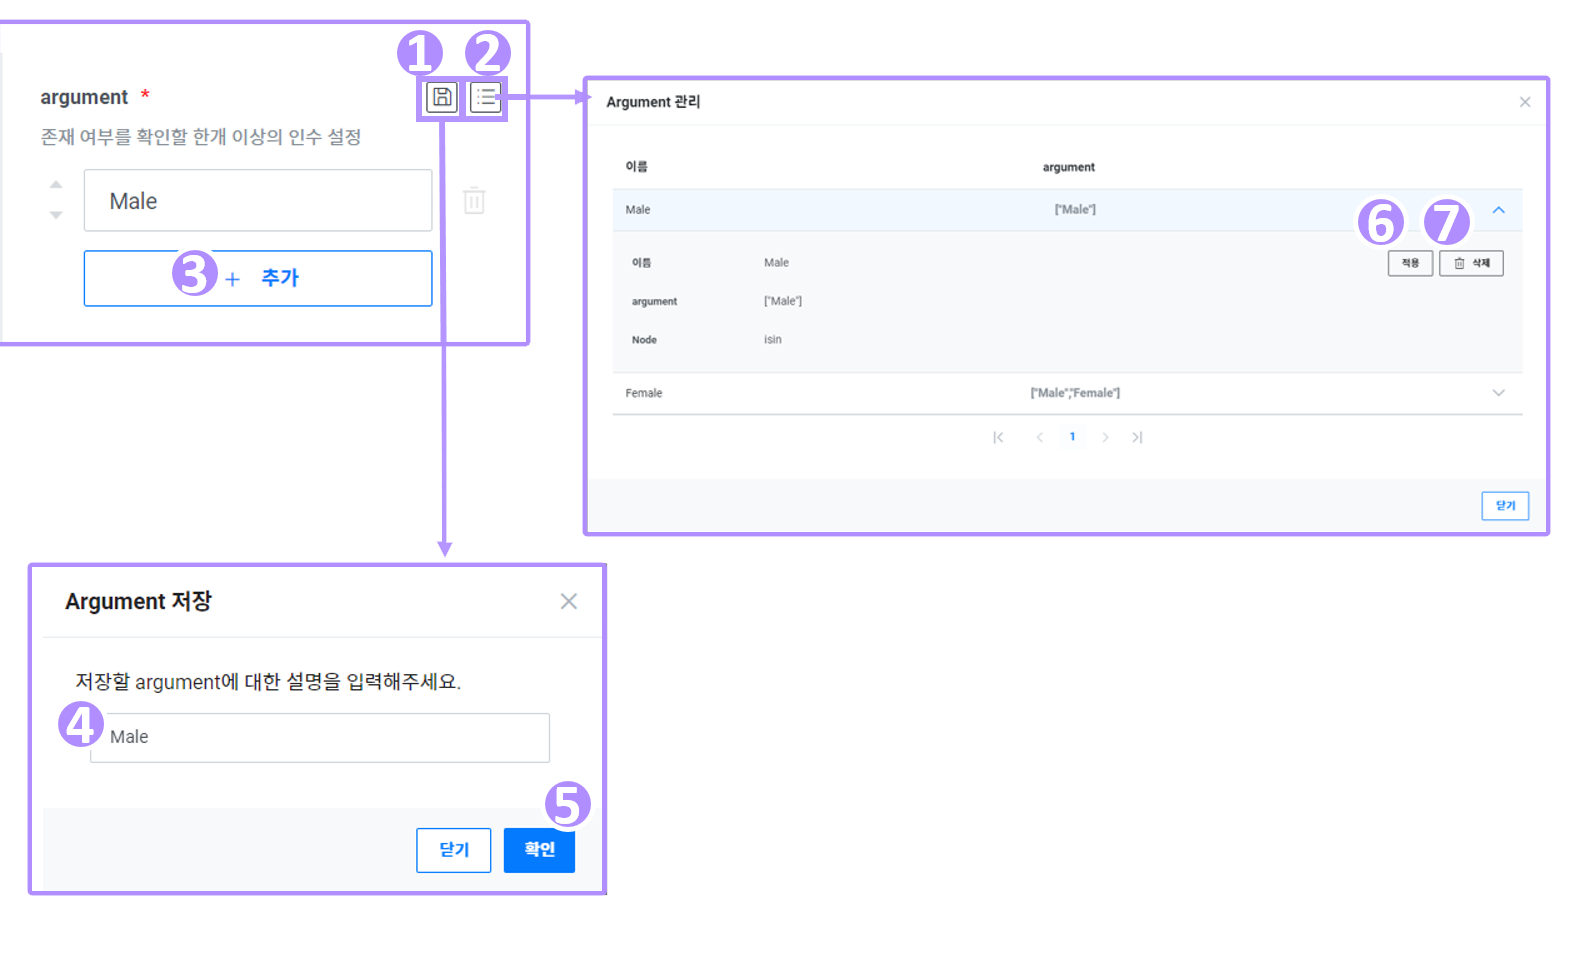 1 2
argument *
존재 여부를 확인할 한개 이상의 인수 설정
Male
3 + 추가
Argument 관리
이름 argument
Male ["Male"]
6 7
이름 Male 적용 삭제
argument ["Male"]
Node isin
Female ["Male","Female"]
1
닫기
Argument 저장
저장할 argument에 대한 설명을 입력해주세요.
4 Male
5
닫기 확인